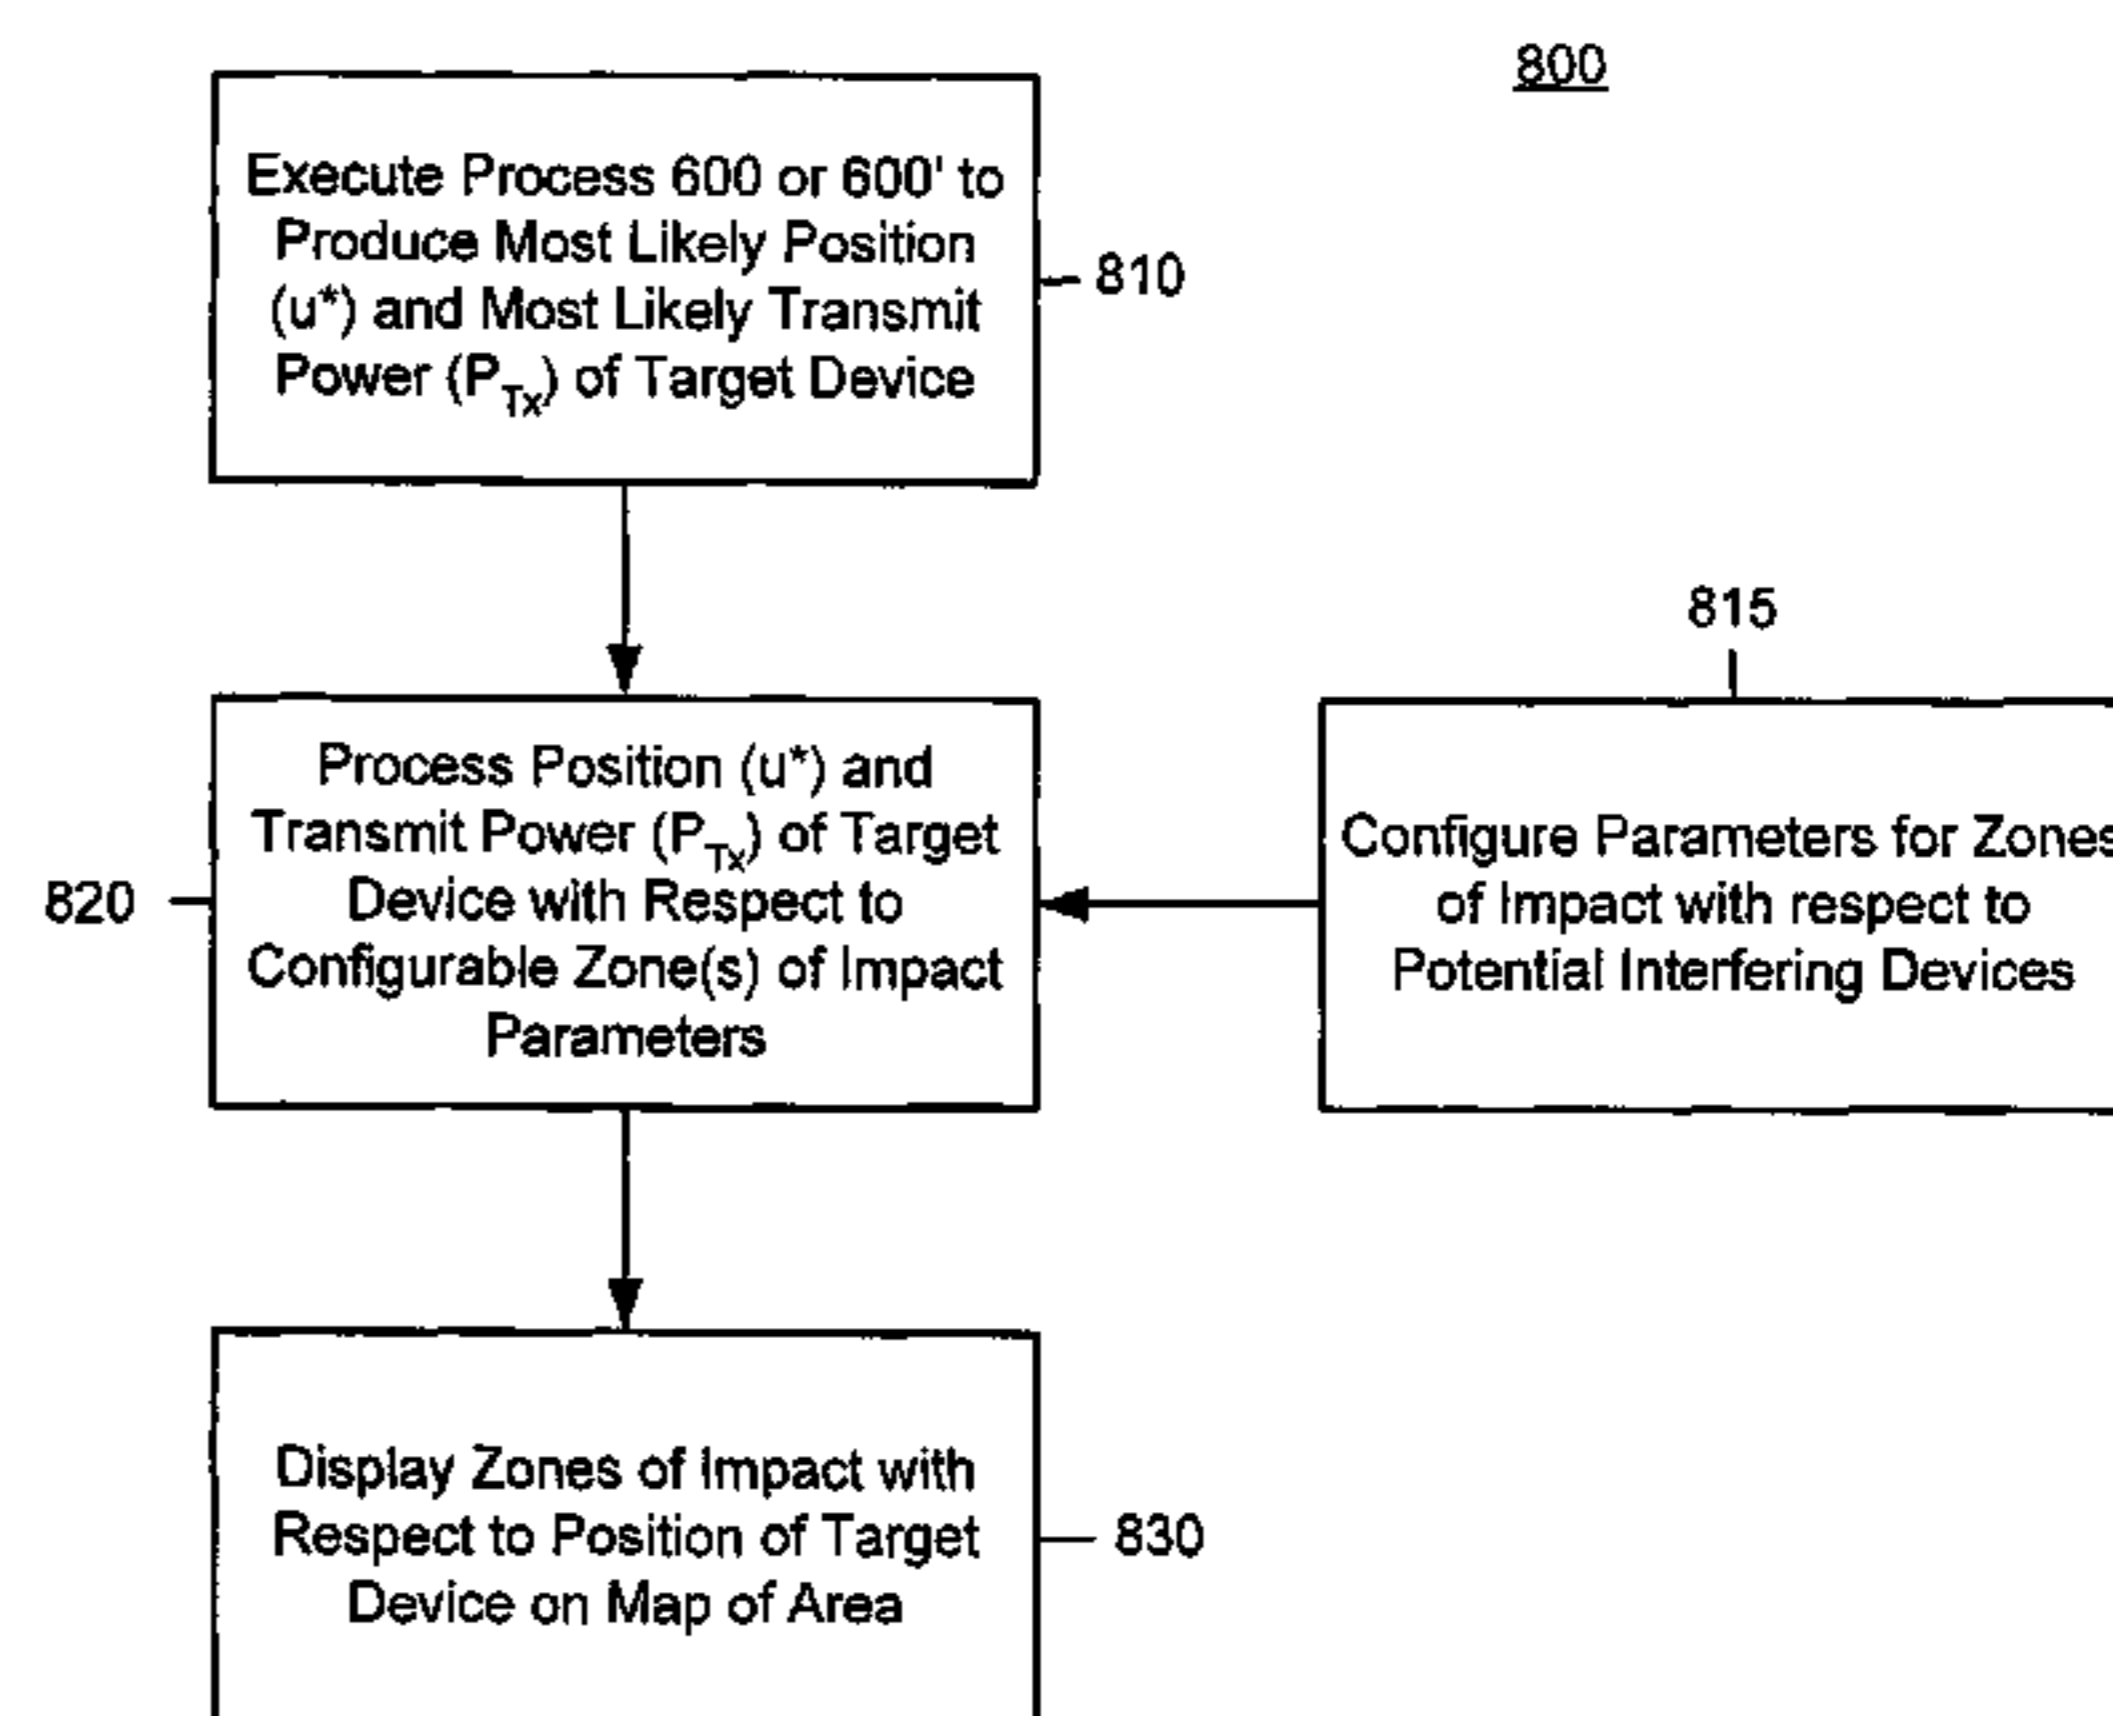 800
Execute Process 600 or 600' to
Produce Most Likely Position
(u*) and Most Likely Transmit
Power (P_Tx) of Target Device
810
815
Process Position (u*) and
Transmit Power (P_Tx) of Target
Device with Respect to
Configurable Zone(s) of Impact
Parameters
820
Configure Parameters for Zones
of Impact with respect to
Potential Interfering Devices
Display Zones of Impact with
Respect to Position of Target
Device on Map of Area
830